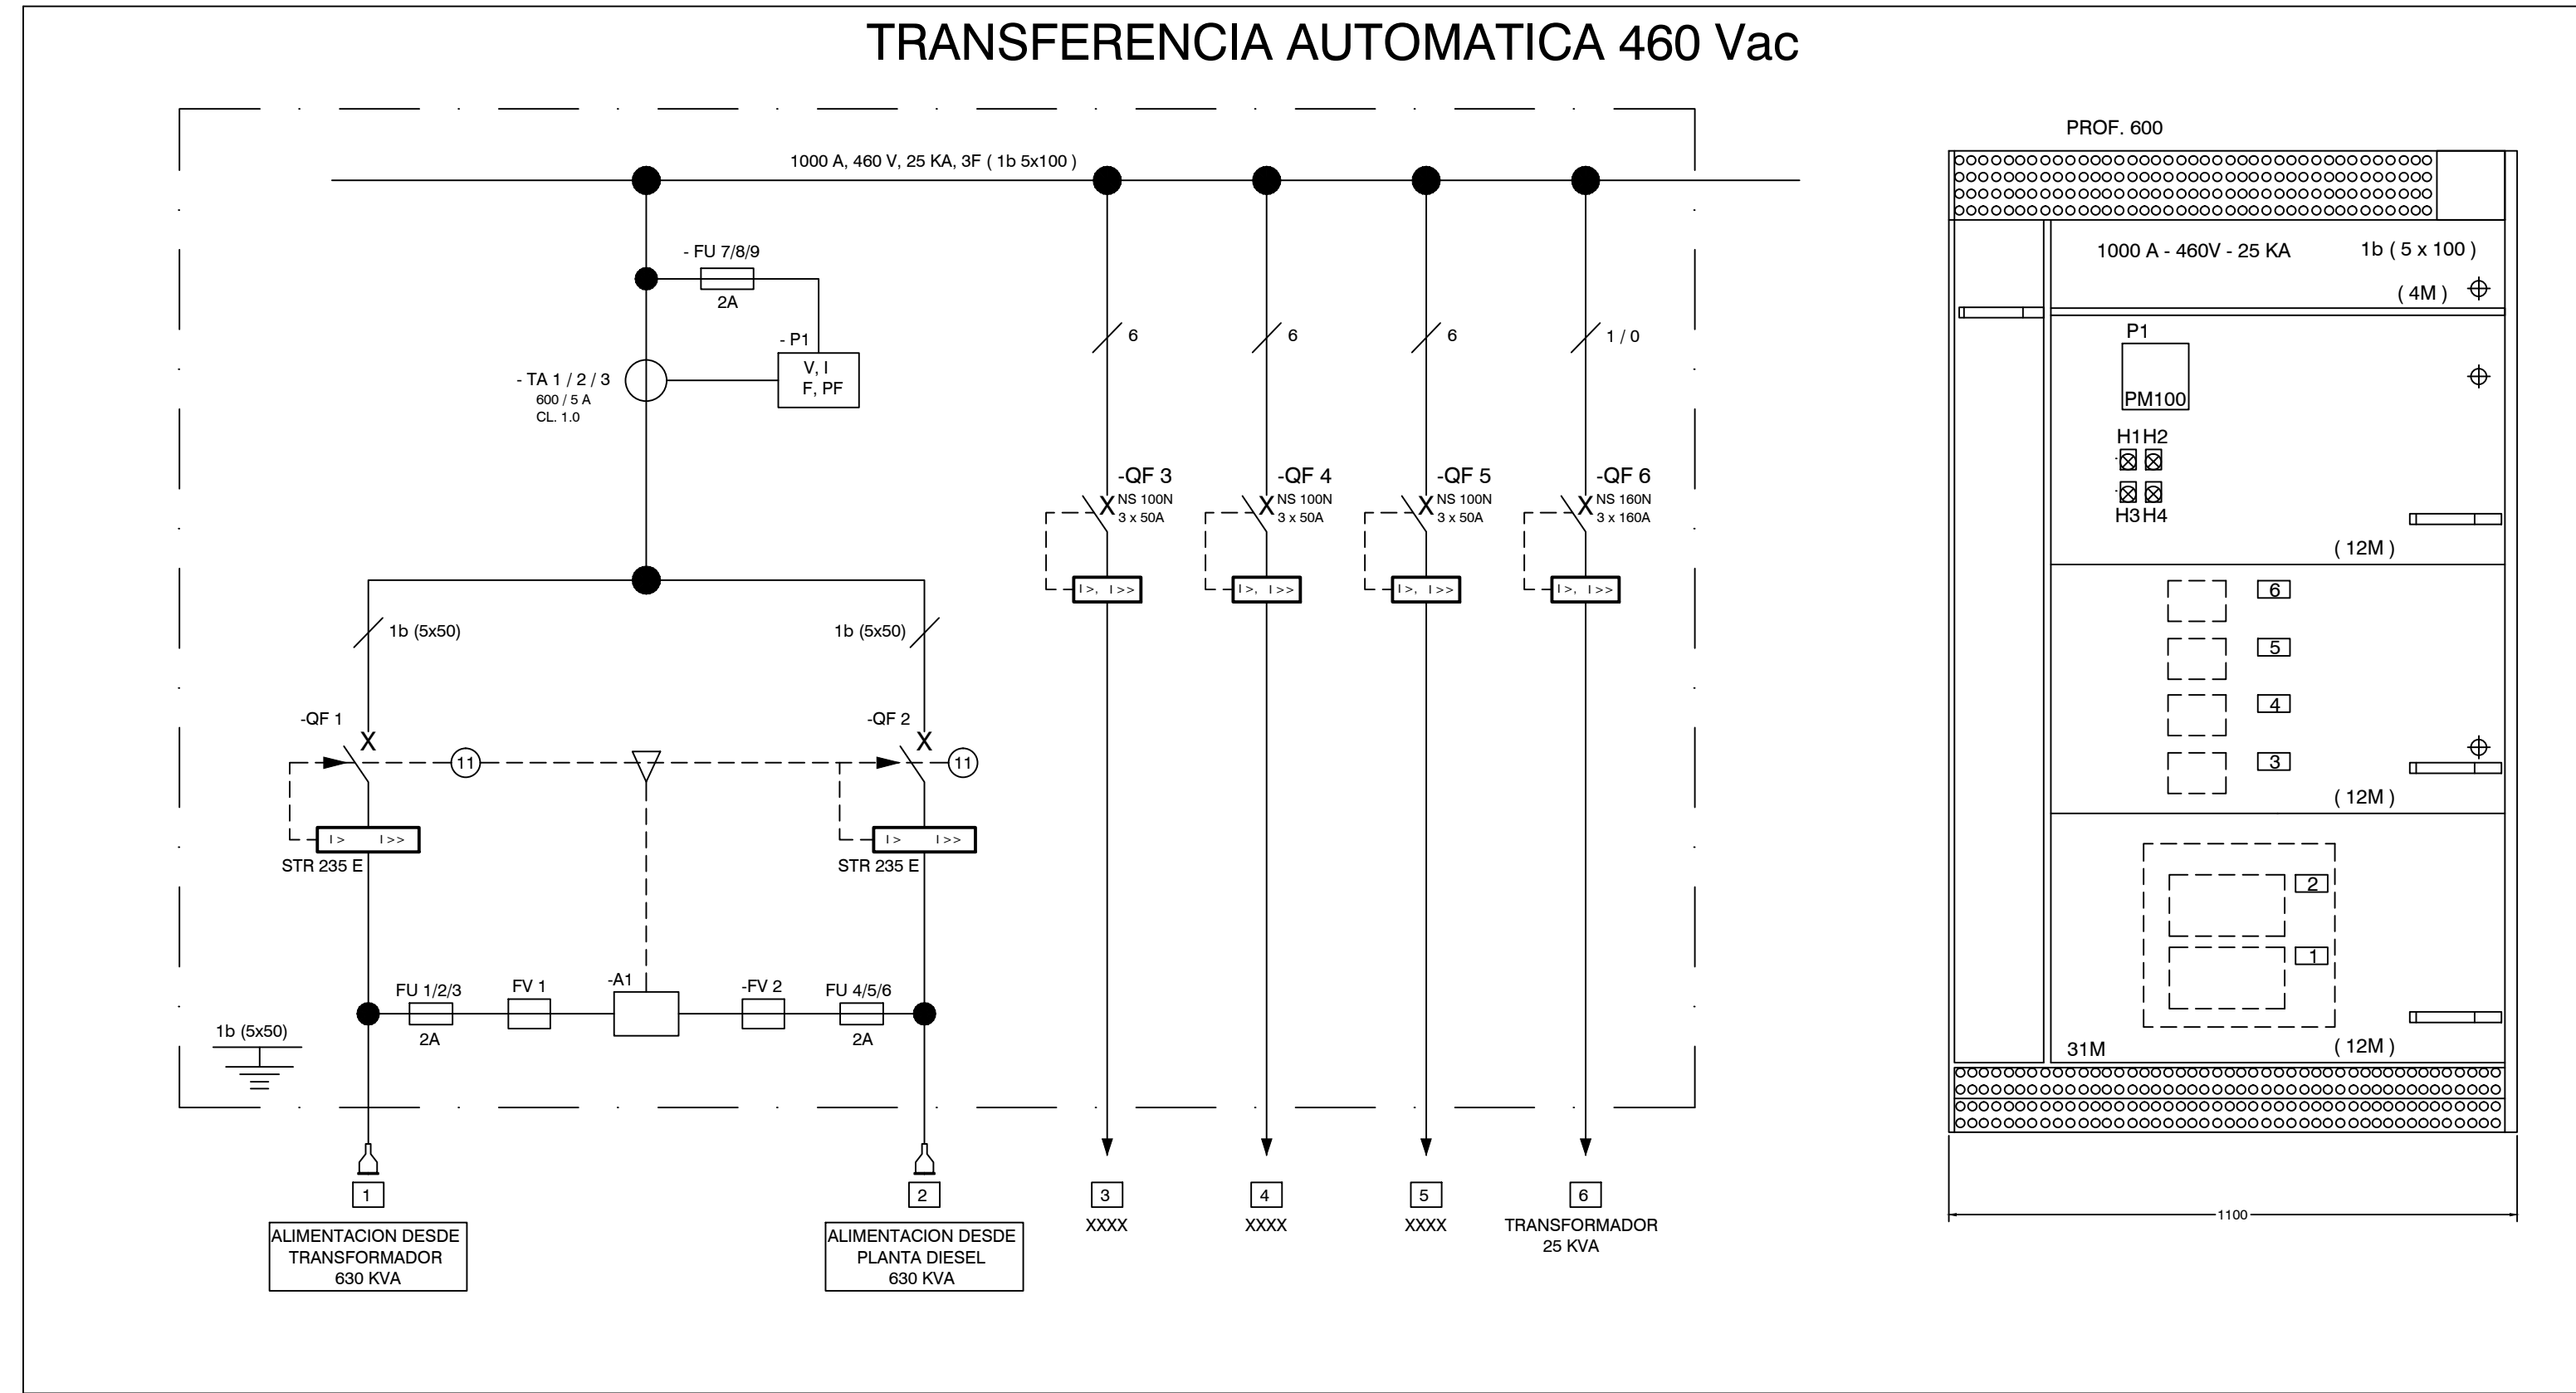 TRANSFERENCIA AUTOMATICA 460 Vac
1000 A, 460 V, 25 KA, 3F ( 1b 5x100 )
- FU 7/8/9
2A
- P1
V, I
F, PF
- TA 1 / 2 / 3
600 / 5 A
CL. 1.0
6
6
6
1 / 0
-QF 3
X
NS 100N
3 x 50A
I >, I >>
-QF 4
X
NS 100N
3 x 50A
I >, I >>
-QF 5
X
NS 100N
3 x 50A
I >, I >>
-QF 6
X
NS 160N
3 x 160A
I >, I >>
1b (5x50)
1b (5x50)
-QF 1
X
11
I > I >>
STR 235 E
-QF 2
X
11
I > I >>
STR 235 E
FU 1/2/3
2A
FV 1
-A1
-FV 2
FU 4/5/6
2A
1b (5x50)
1
ALIMENTACION DESDE
TRANSFORMADOR
630 KVA
2
ALIMENTACION DESDE
PLANTA DIESEL
630 KVA
3
XXXX
4
XXXX
5
XXXX
6
TRANSFORMADOR
25 KVA
PROF. 600
1000 A - 460V - 25 KA 1b ( 5 x 100 )
( 4M )
P1
PM100
H1 H2
H3 H4
( 12M )
6
5
4
3
( 12M )
2
1
31M ( 12M )
1100